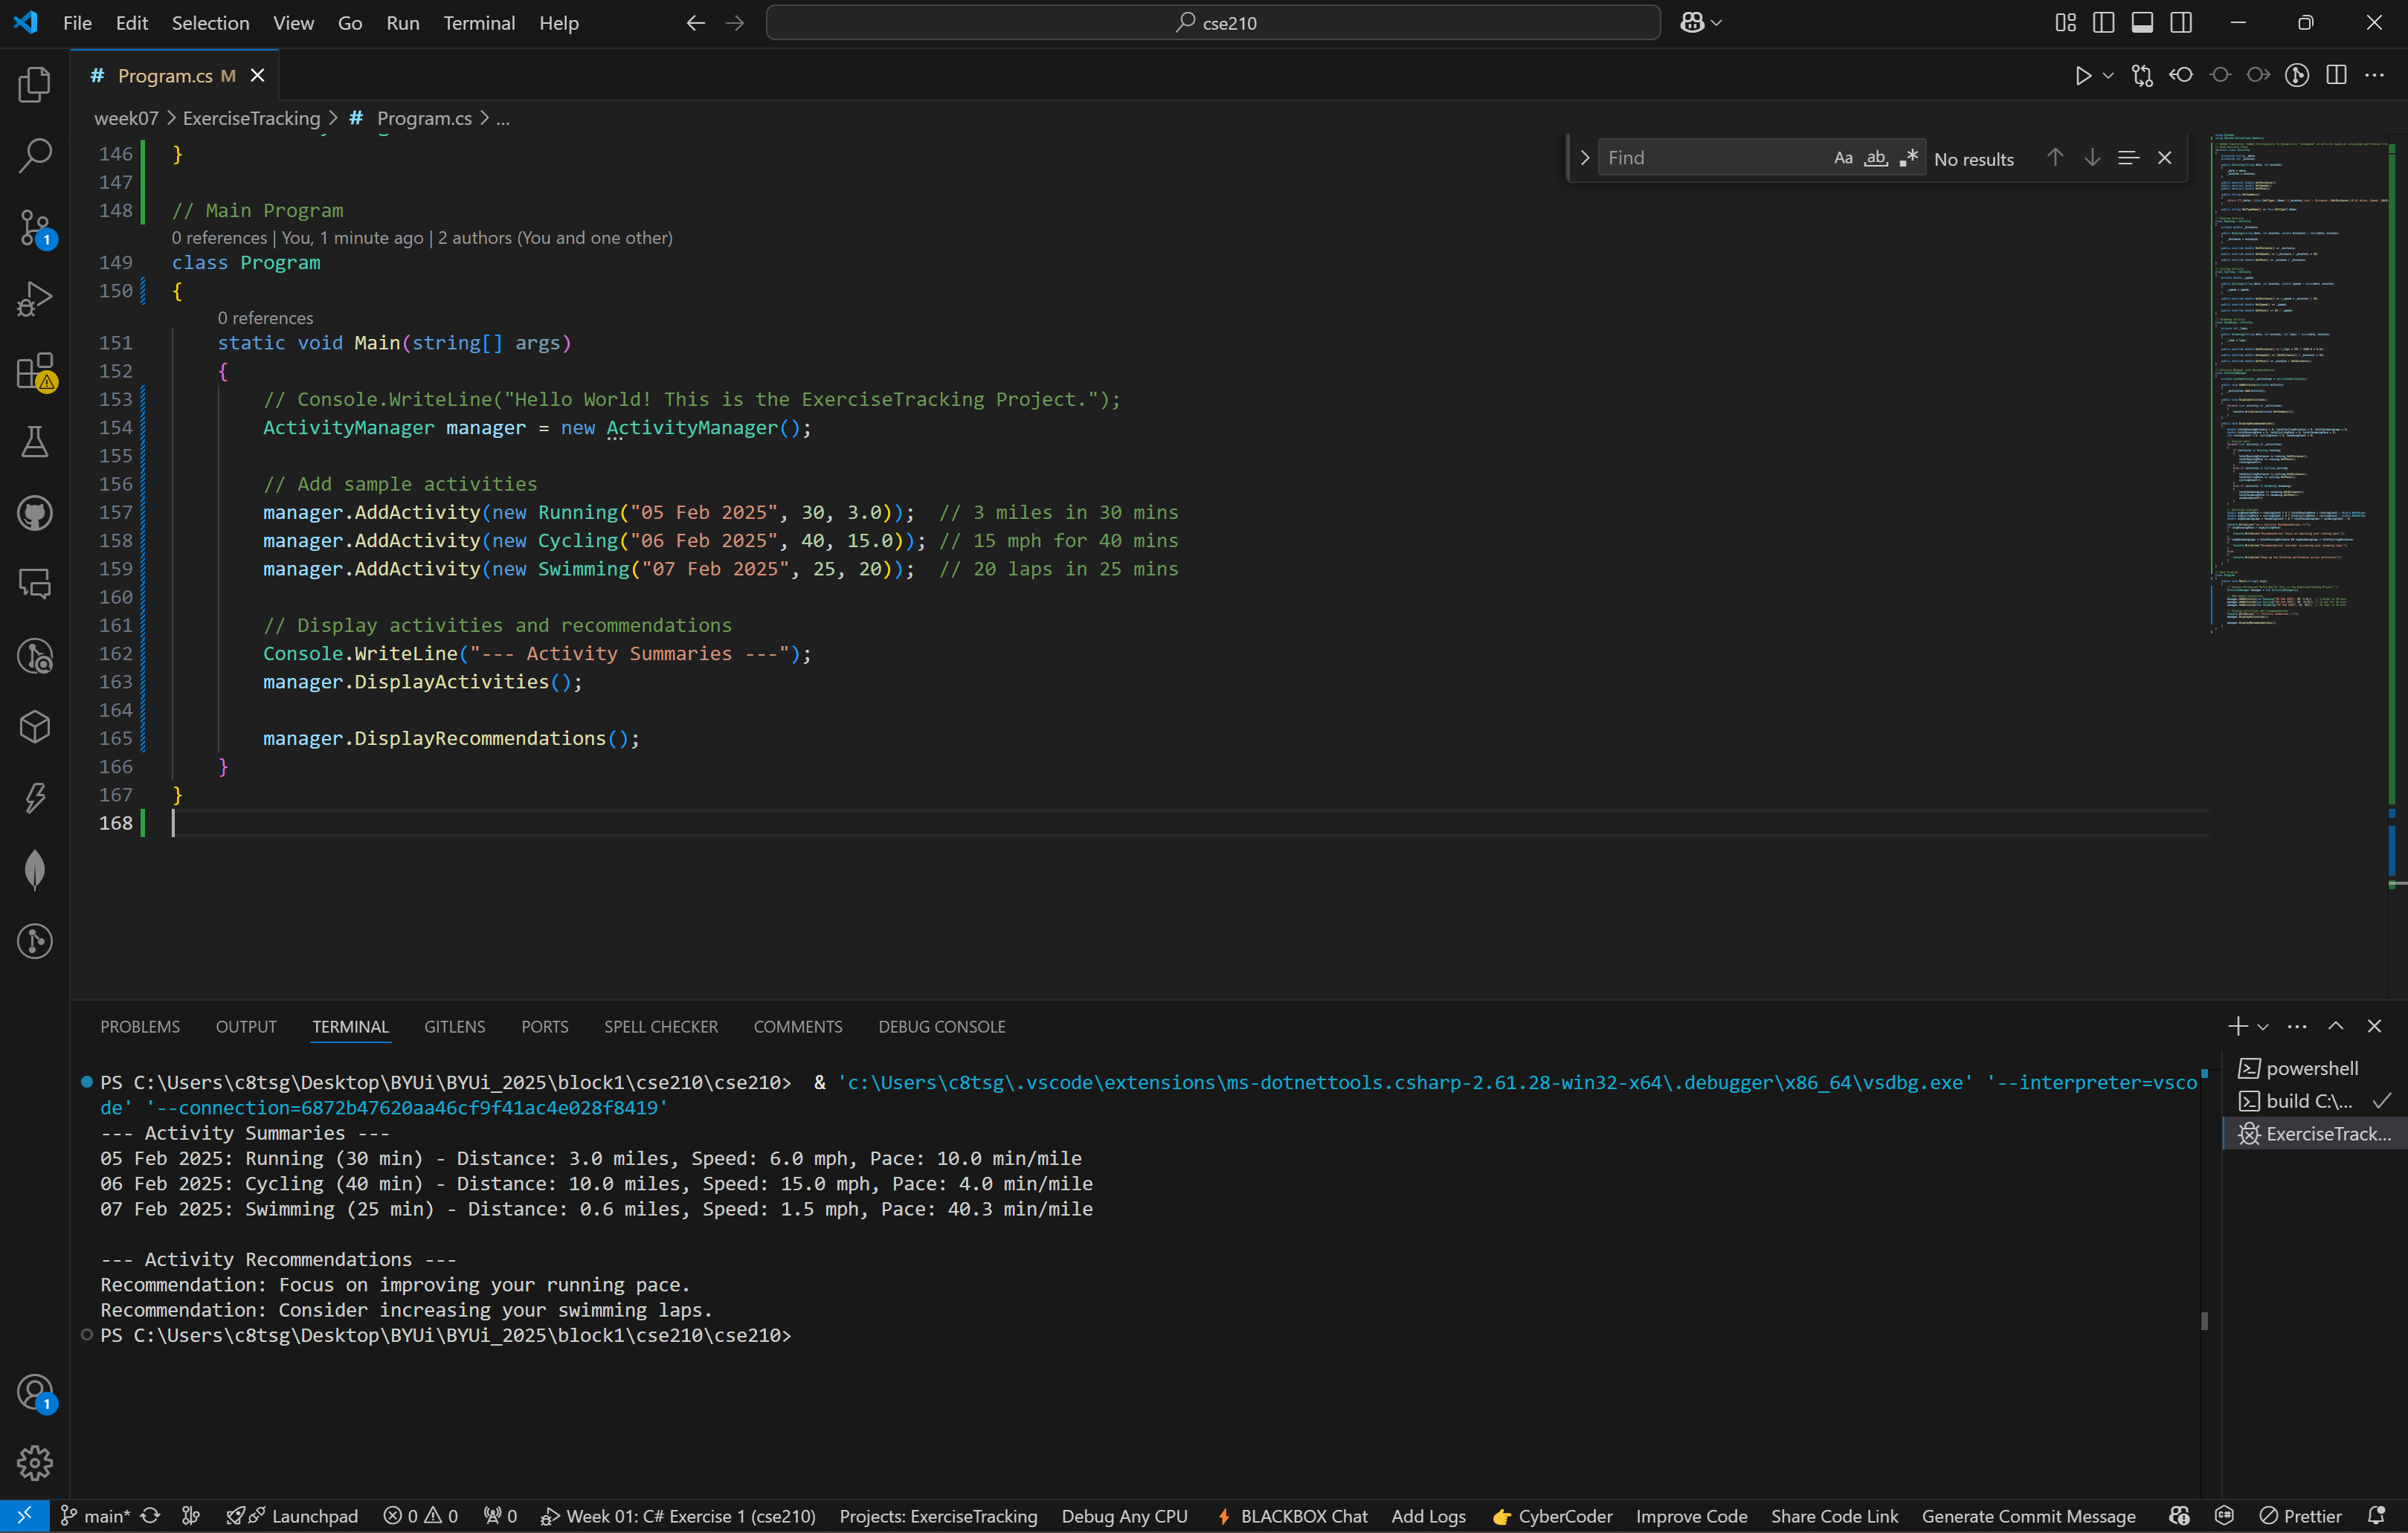 File Edit Selection View Go Run Terminal Help cse210
# Program.cs M
week07 > ExerciseTracking > # Program.cs > ...
Find Aa ab .* No results
146 }
147
148 // Main Program
0 references | You, 1 minute ago | 2 authors (You and one other)
149 class Program
150 {
0 references
151 static void Main(string[] args)
152 {
153 // Console.WriteLine("Hello World! This is the ExerciseTracking Project.");
154 ActivityManager manager = new ActivityManager();
155
156 // Add sample activities
157 manager.AddActivity(new Running("05 Feb 2025", 30, 3.0)); // 3 miles in 30 mins
158 manager.AddActivity(new Cycling("06 Feb 2025", 40, 15.0)); // 15 mph for 40 mins
159 manager.AddActivity(new Swimming("07 Feb 2025", 25, 20)); // 20 laps in 25 mins
160
161 // Display activities and recommendations
162 Console.WriteLine("--- Activity Summaries ---");
163 manager.DisplayActivities();
164
165 manager.DisplayRecommendations();
166 }
167 }
168
PROBLEMS OUTPUT TERMINAL GITLENS PORTS SPELL CHECKER COMMENTS DEBUG CONSOLE
PS C:\Users\c8tsg\Desktop\BYUi\BYUi_2025\block1\cse210\cse210> & 'c:\Users\c8tsg\.vscode\extensions\ms-dotnettools.csharp-2.61.28-win32-x64\.debugger\x86_64\vsdbg.exe' '--interpreter=vsco
de' '--connection=6872b47620aa46cf9f41ac4e028f8419'
--- Activity Summaries ---
05 Feb 2025: Running (30 min) - Distance: 3.0 miles, Speed: 6.0 mph, Pace: 10.0 min/mile
06 Feb 2025: Cycling (40 min) - Distance: 10.0 miles, Speed: 15.0 mph, Pace: 4.0 min/mile
07 Feb 2025: Swimming (25 min) - Distance: 0.6 miles, Speed: 1.5 mph, Pace: 40.3 min/mile
--- Activity Recommendations ---
Recommendation: Focus on improving your running pace.
Recommendation: Consider increasing your swimming laps.
PS C:\Users\c8tsg\Desktop\BYUi\BYUi_2025\block1\cse210\cse210>
powershell
build C:\...
ExerciseTrack...
1
1
main* Launchpad 0 0 0 Week 01: C# Exercise 1 (cse210) Projects: ExerciseTracking Debug Any CPU BLACKBOX Chat Add Logs CyberCoder Improve Code Share Code Link Generate Commit Message Prettier